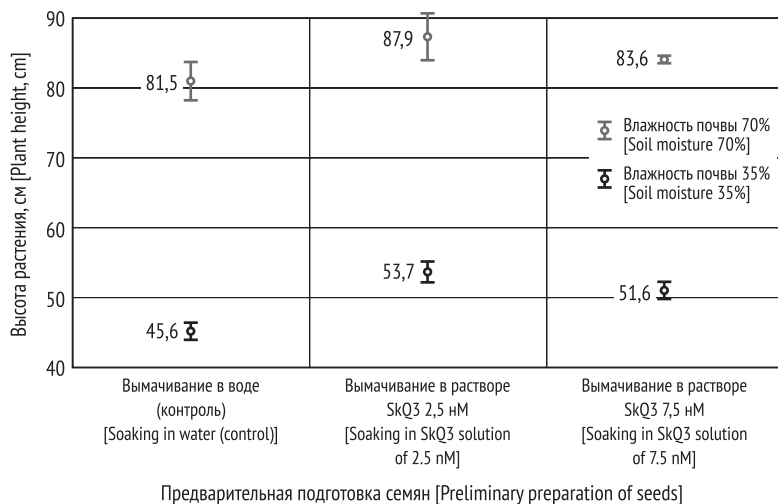 Высота растения, см [Plant height, cm]
90
80
70
60
50
40
81,5
87,9
83,6
Влажность почвы 70%
[Soil moisture 70%]
Влажность почвы 35%
[Soil moisture 35%]
45,6
53,7
51,6
Вымачивание в воде
(контроль)
[Soaking in water (control)]
Вымачивание в растворе
SkQ3 2,5 нМ
[Soaking in SkQ3 solution
of 2.5 nM]
Вымачивание в растворе
SkQ3 7,5 нМ
[Soaking in SkQ3 solution
of 7.5 nM]
Предварительная подготовка семян [Preliminary preparation of seeds]